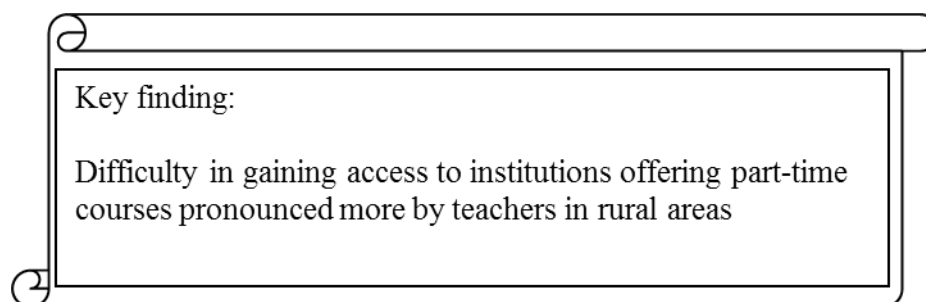 Key finding:
Difficulty in gaining access to institutions offering part-time
courses pronounced more by teachers in rural areas